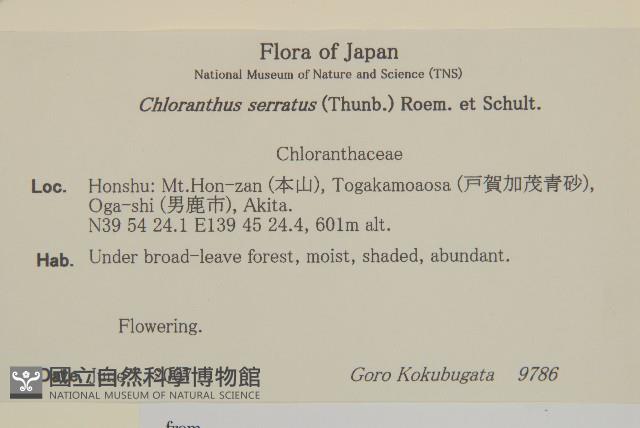 Flora of Japan
National Museum of Nature and Science (TNS)
Chloranthus serratus (Thunb.) Roem. et Schult.
Chloranthaceae
Loc. Honshu: Mt.Hon-zan (本山), Togakamoaosa (戸賀加茂青砂),
Oga-shi (男鹿市), Akita.
N39 54 24.1 E139 45 24.4, 601m alt.
Hab. Under broad-leave forest, moist, shaded, abundant.
Flowering.
Date June
Goro Kokubugata 9786
國立自然科學博物館
NATIONAL MUSEUM OF NATURAL SCIENCE
from